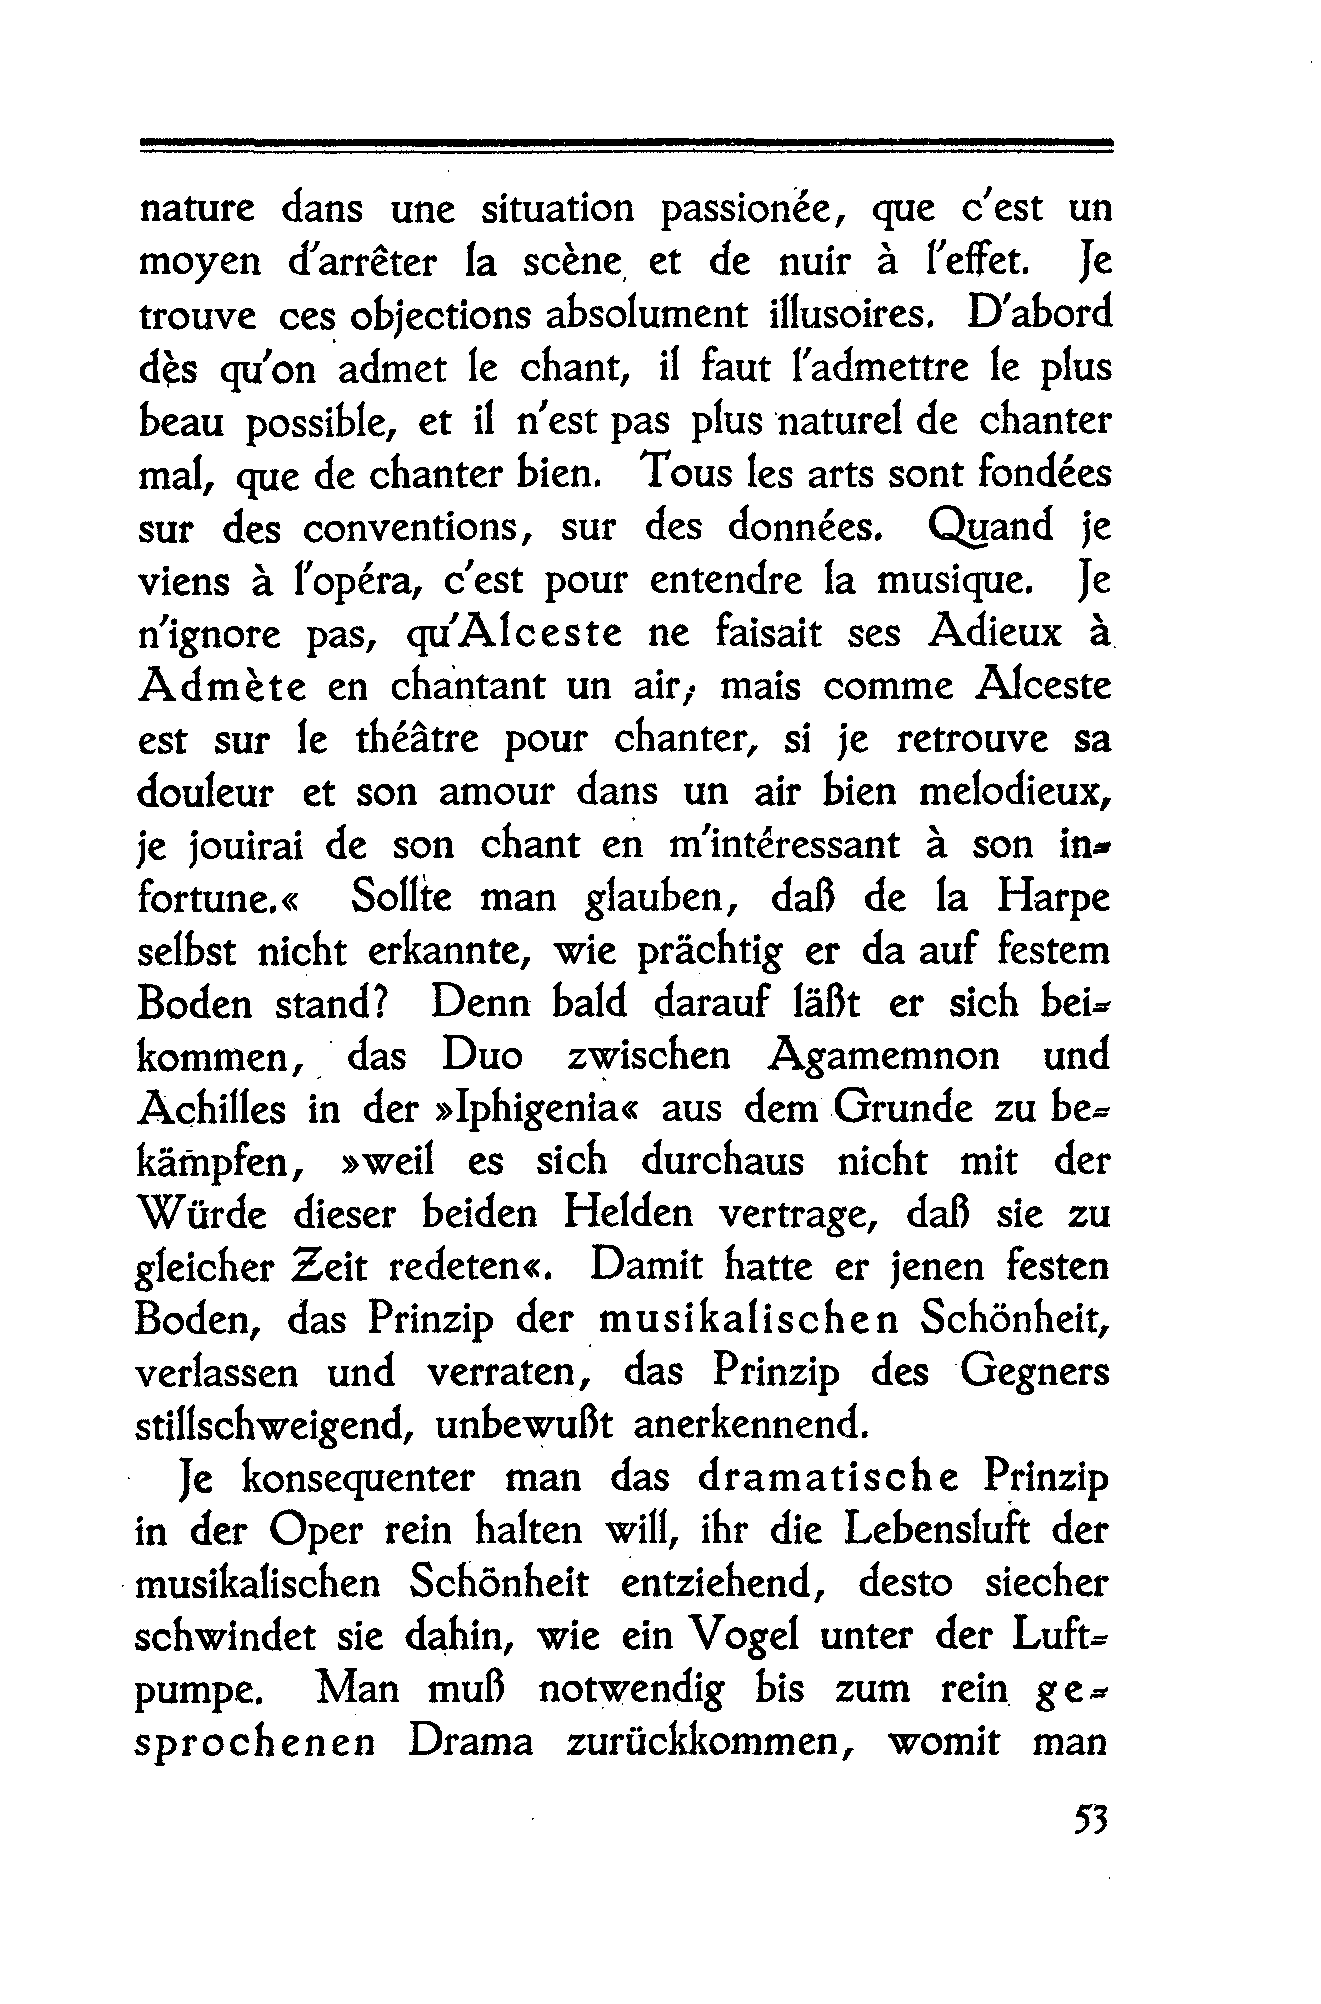 nature dans une situation passionée, que c'est un
moyen d'arrêter la scène et de nuir à l'effet. Je
trouve ces objections absolument illusoires. D'abord
dès qu'on admet le chant, il faut l'admettre le plus
beau possible, et il n'est pas plus naturel de chanter
mal, que de chanter bien. Tous les arts sont fondées
sur des conventions, sur des données. Quand je
viens à l'opéra, c'est pour entendre la musique. Je
n'ignore pas, qu'Alceste ne faisait ses Adieux à
Admète en chantant un air; mais comme Alceste
est sur le théâtre pour chanter, si je retrouve sa
douleur et son amour dans un air bien melodieux,
je jouirai de son chant en m'intéressant à son in-
fortune.« Sollte man glauben, daß de la Harpe
selbst nicht erkannte, wie prächtig er da auf festem
Boden stand? Denn bald darauf läßt er sich bei-
kommen, das Duo zwischen Agamemnon und
Achilles in der »Iphigenia« aus dem Grunde zu be-
kämpfen, »weil es sich durchaus nicht mit der
Würde dieser beiden Helden vertrage, daß sie zu
gleicher Zeit redeten«. Damit hatte er jenen festen
Boden, das Prinzip der musikalischen Schönheit,
verlassen und verraten, das Prinzip des Gegners
stillschweigend, unbewußt anerkennend.
Je konsequenter man das dramatische Prinzip
in der Oper rein halten will, ihr die Lebensluft der
musikalischen Schönheit entziehend, desto siecher
schwindet sie dahin, wie ein Vogel unter der Luft-
pumpe. Man muß notwendig bis zum rein ge-
sprochenen Drama zurückkommen, womit man
53